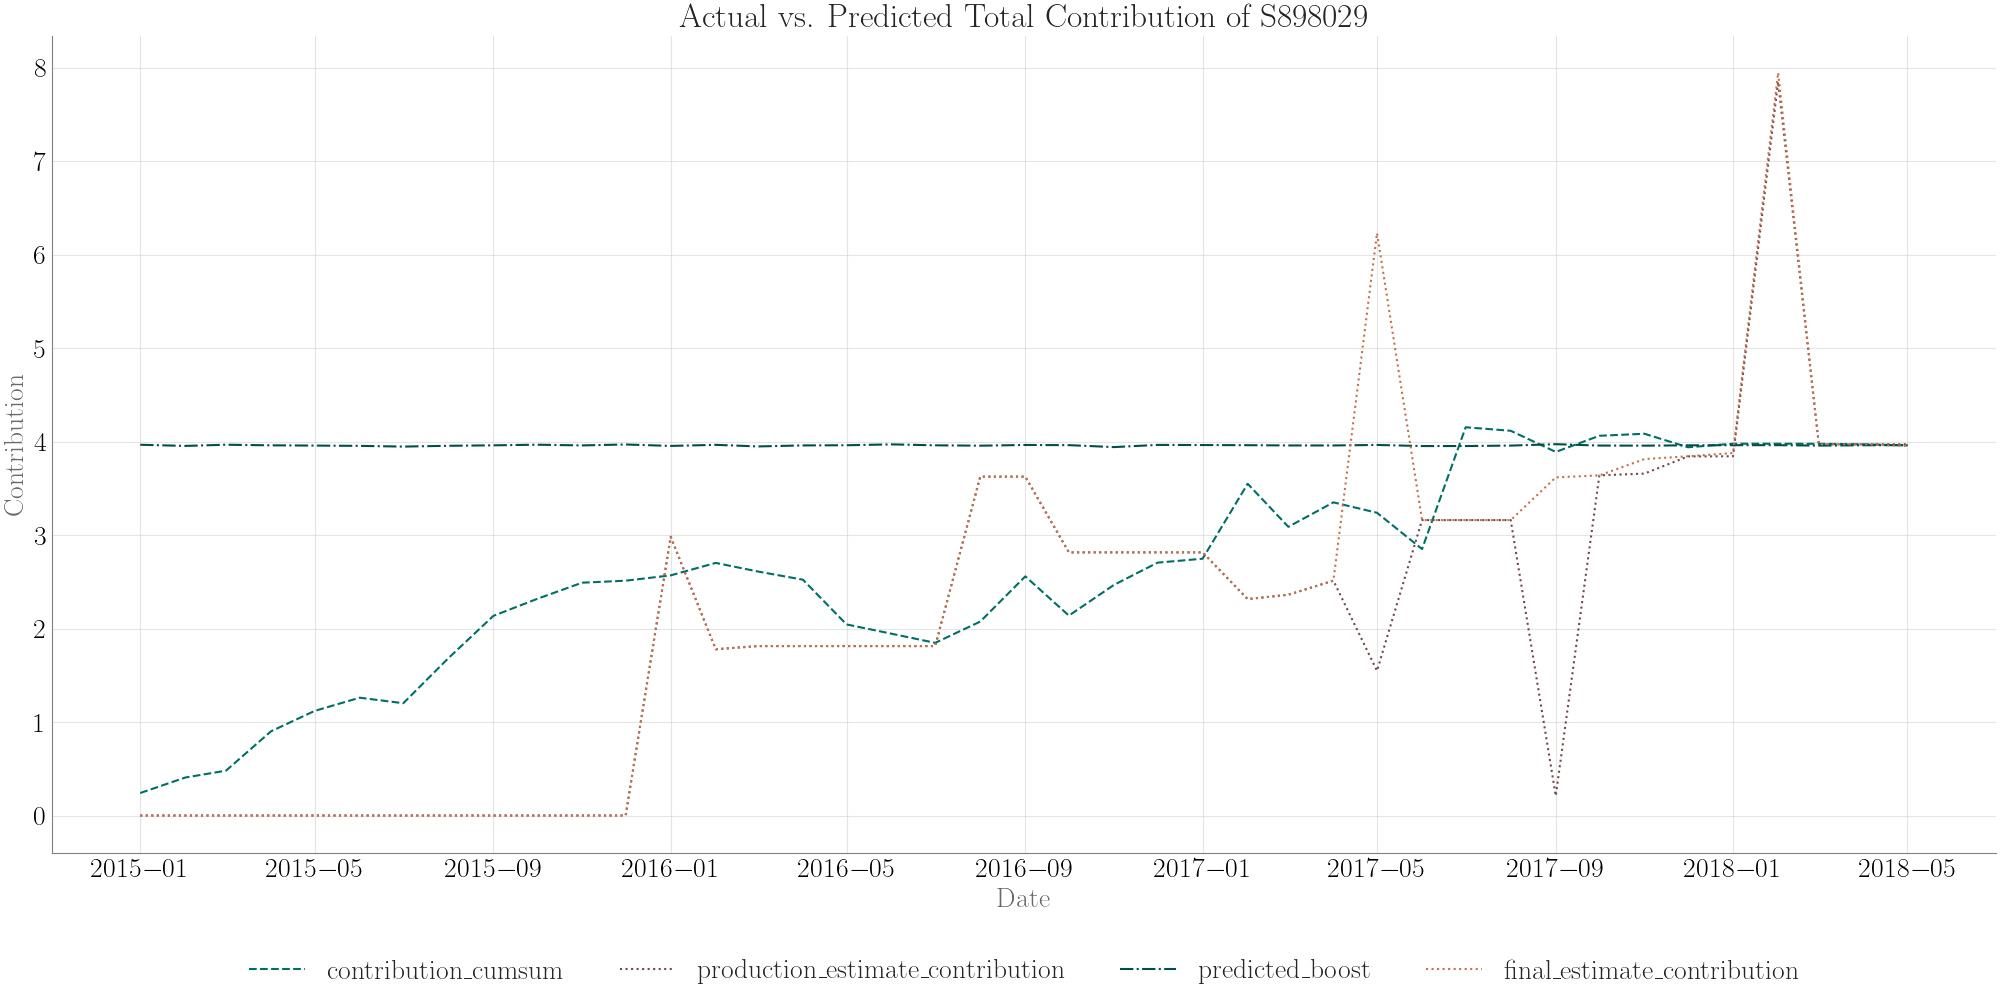 Actual vs. Predicted Total Contribution of S898029
8
7
6
5
4
3
2
1
0
Contribution
2015−01 2015−05 2015−09 2016−01 2016−05 2016−09 2017−01 2017−05 2017−09 2018−01 2018−05
Date
contribution_cumsum production_estimate_contribution predicted_boost final_estimate_contribution